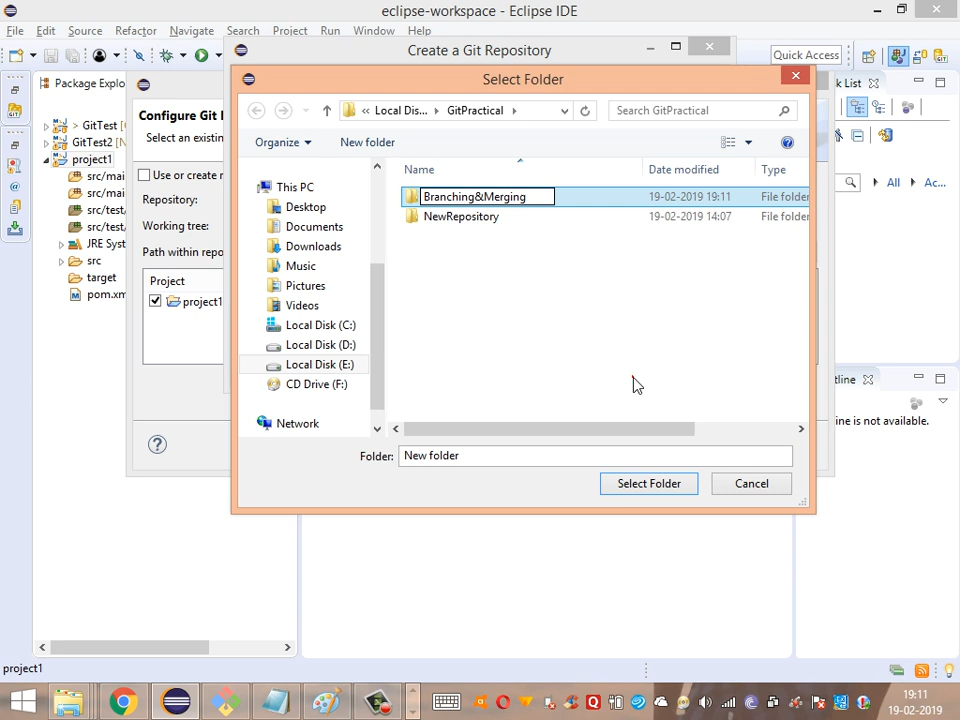 eclipse-workspace - Eclipse IDE
File Edit Source Refactor Navigate Search Project Run Window Help
Create a Git Repository
Quick Access
Package Explo
Select Folder
k List
Configure Git
Select an existin
Local Dis... GitPractical
Search GitPractical
> GitTest [
GitTest2 [N
project1
Organize
New folder
src/mai
src/mai
src/test/
src/test/
JRE Syst
src
target
pom.xm
Use or create r
Repository:
Working tree:
Path within repo
Project
project1
This PC
Desktop
Documents
Downloads
Music
Pictures
Videos
Local Disk (C:)
Local Disk (D:)
Local Disk (E:)
CD Drive (F:)
Network
Name Date modified Type
Branching&Merging 19-02-2019 19:11 File folder
NewRepository 19-02-2019 14:07 File folder
All Ac...
tline
ine is not available.
Folder: New folder
Select Folder Cancel
project1
19:11
19-02-2019